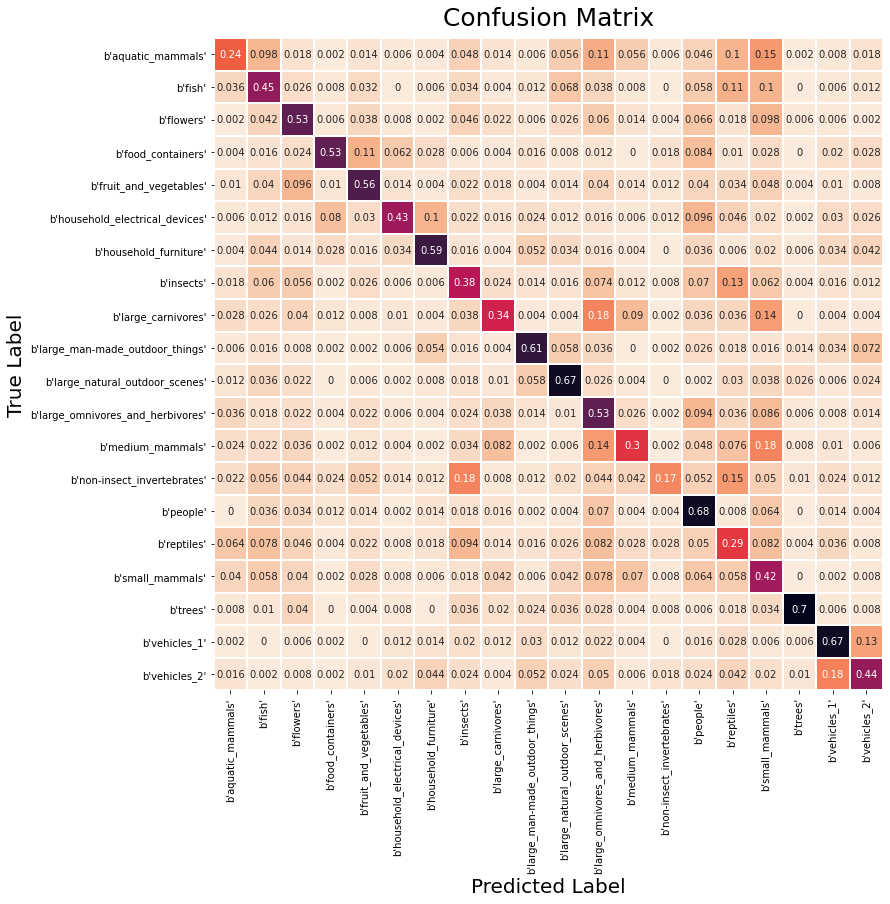 Confusion Matrix
b'aquatic_mammals' 0.24 0.098 0.018 0.002 0.014 0.006 0.004 0.048 0.014 0.006 0.056 0.11 0.056 0.006 0.046 0.1 0.15 0.002 0.008 0.018
b'fish' 0.036 0.45 0.026 0.008 0.032 0 0.006 0.034 0.004 0.012 0.068 0.038 0.008 0 0.058 0.11 0.1 0 0.006 0.012
b'flowers' 0.002 0.042 0.53 0.006 0.038 0.008 0.002 0.046 0.022 0.006 0.026 0.06 0.014 0.004 0.066 0.018 0.098 0.006 0.006 0.002
b'food_containers' 0.004 0.016 0.024 0.53 0.11 0.062 0.028 0.006 0.004 0.016 0.008 0.012 0 0.018 0.084 0.01 0.028 0 0.02 0.028
b'fruit_and_vegetables' 0.01 0.04 0.096 0.01 0.56 0.014 0.004 0.022 0.018 0.004 0.014 0.04 0.014 0.012 0.04 0.034 0.048 0.004 0.01 0.008
b'household_electrical_devices' 0.006 0.012 0.016 0.08 0.03 0.43 0.1 0.022 0.016 0.024 0.012 0.016 0.006 0.012 0.096 0.046 0.02 0.002 0.03 0.026
b'household_furniture' 0.004 0.044 0.014 0.028 0.016 0.034 0.59 0.016 0.004 0.052 0.034 0.016 0.004 0 0.036 0.006 0.02 0.006 0.034 0.042
b'insects' 0.018 0.06 0.056 0.002 0.026 0.006 0.006 0.38 0.024 0.014 0.016 0.074 0.012 0.008 0.07 0.13 0.062 0.004 0.016 0.012
b'large_carnivores' 0.028 0.026 0.04 0.012 0.008 0.01 0.004 0.038 0.34 0.004 0.004 0.18 0.09 0.002 0.036 0.036 0.14 0 0.004 0.004
b'large_man-made_outdoor_things' 0.006 0.016 0.008 0.002 0.002 0.006 0.054 0.016 0.004 0.61 0.058 0.036 0 0.002 0.026 0.018 0.016 0.014 0.034 0.072
b'large_natural_outdoor_scenes' 0.012 0.036 0.022 0 0.006 0.002 0.008 0.018 0.01 0.058 0.67 0.026 0.004 0 0.002 0.03 0.038 0.026 0.006 0.024
b'large_omnivores_and_herbivores' 0.036 0.018 0.022 0.004 0.022 0.006 0.004 0.024 0.038 0.014 0.01 0.53 0.026 0.002 0.094 0.036 0.086 0.006 0.008 0.014
b'medium_mammals' 0.024 0.022 0.036 0.002 0.012 0.004 0.002 0.034 0.082 0.002 0.006 0.14 0.3 0.002 0.048 0.076 0.18 0.008 0.01 0.006
b'non-insect_invertebrates' 0.022 0.056 0.044 0.024 0.052 0.014 0.012 0.18 0.008 0.012 0.02 0.044 0.042 0.17 0.052 0.15 0.05 0.01 0.024 0.012
b'people' 0 0.036 0.034 0.012 0.014 0.002 0.014 0.018 0.016 0.002 0.004 0.07 0.004 0.004 0.68 0.008 0.064 0 0.014 0.004
b'reptiles' 0.064 0.078 0.046 0.004 0.022 0.008 0.008 0.094 0.014 0.016 0.026 0.082 0.028 0.028 0.05 0.29 0.082 0.004 0.036 0.008
b'small_mammals' 0.04 0.058 0.04 0.002 0.028 0.008 0.006 0.018 0.042 0.006 0.042 0.078 0.07 0.008 0.064 0.058 0.42 0 0.002 0.008
b'trees' 0.008 0.01 0.04 0 0.004 0.008 0 0.036 0.02 0.024 0.036 0.028 0.004 0.008 0.006 0.018 0.034 0.7 0.006 0.008
b'vehicles_1' 0.002 0 0.006 0.002 0 0.012 0.014 0.02 0.012 0.03 0.012 0.022 0.004 0 0.016 0.028 0.006 0.006 0.67 0.13
b'vehicles_2' 0.016 0.002 0.008 0.002 0.01 0.02 0.044 0.024 0.004 0.052 0.024 0.05 0.006 0.018 0.024 0.042 0.02 0.01 0.18 0.44
True Label
b'aquatic_mammals'
b'fish'
b'flowers'
b'food_containers'
b'fruit_and_vegetables'
b'household_electrical_devices'
b'household_furniture'
b'insects'
b'large_carnivores'
b'large_man-made_outdoor_things'
b'large_natural_outdoor_scenes'
b'large_omnivores_and_herbivores'
b'medium_mammals'
b'non-insect_invertebrates'
b'people'
b'reptiles'
b'small_mammals'
b'trees'
b'vehicles_1'
b'vehicles_2'
Predicted Label